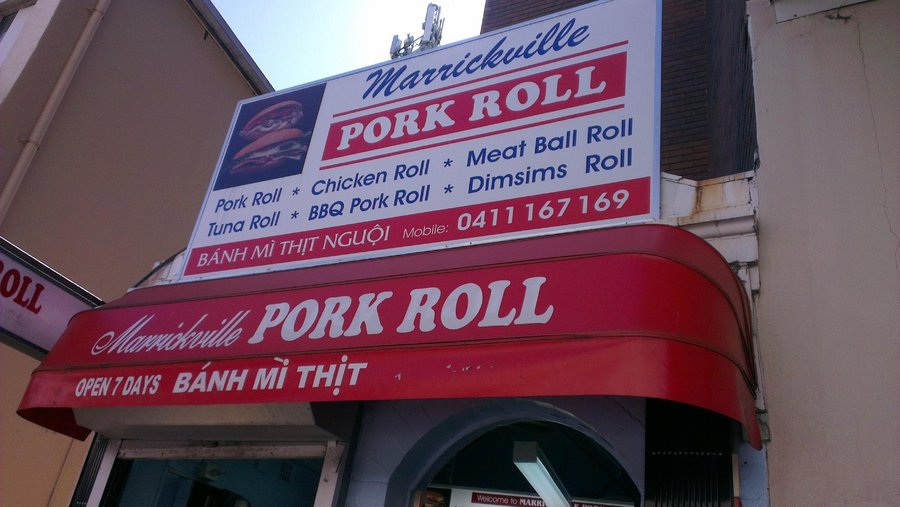 Marrickville
PORK ROLL
Pork Roll * Chicken Roll * Meat Ball Roll
Tuna Roll * BBQ Pork Roll * Dimsims Roll
BÁNH MÌ THỊT NGUỘI Mobile: 0411 167 169
ROLL
Marrickville PORK ROLL
OPEN 7 DAYS BÁNH MÌ THỊT
Welcome to